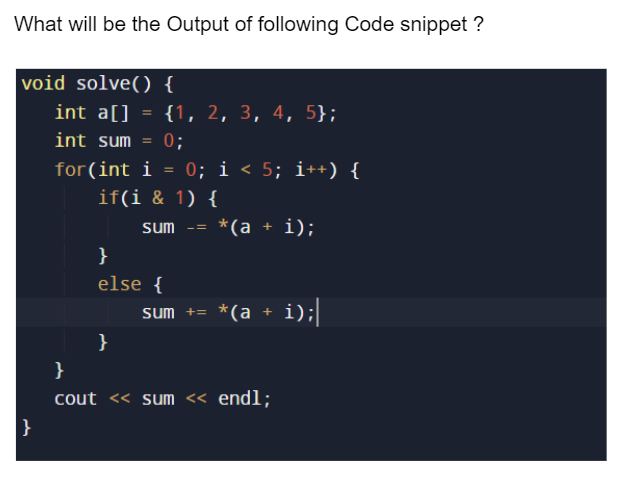 What will be the Output of following Code snippet ?
void solve() {
int a[] = {1, 2, 3, 4, 5};
int sum = 0;
for(int i = 0; i < 5; i++) {
if(i & 1) {
sum -= *(a + i);
}
else {
sum += *(a + i);
}
}
cout << sum << endl;
}